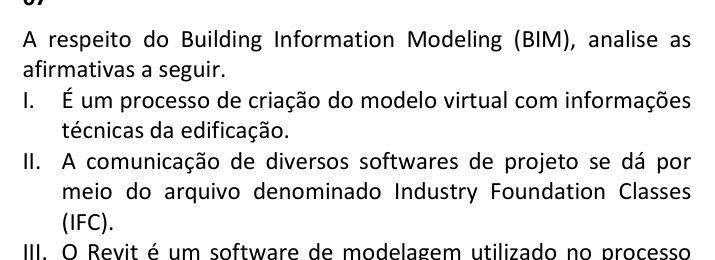 A respeito do Building Information Modeling (BIM), analise as
afirmativas a seguir.
I. É um processo de criação do modelo virtual com informações
técnicas da edificação.
II. A comunicação de diversos softwares de projeto se dá por
meio do arquivo denominado Industry Foundation Classes
(IFC).
III. O Revit é um software de modelagem utilizado no processo